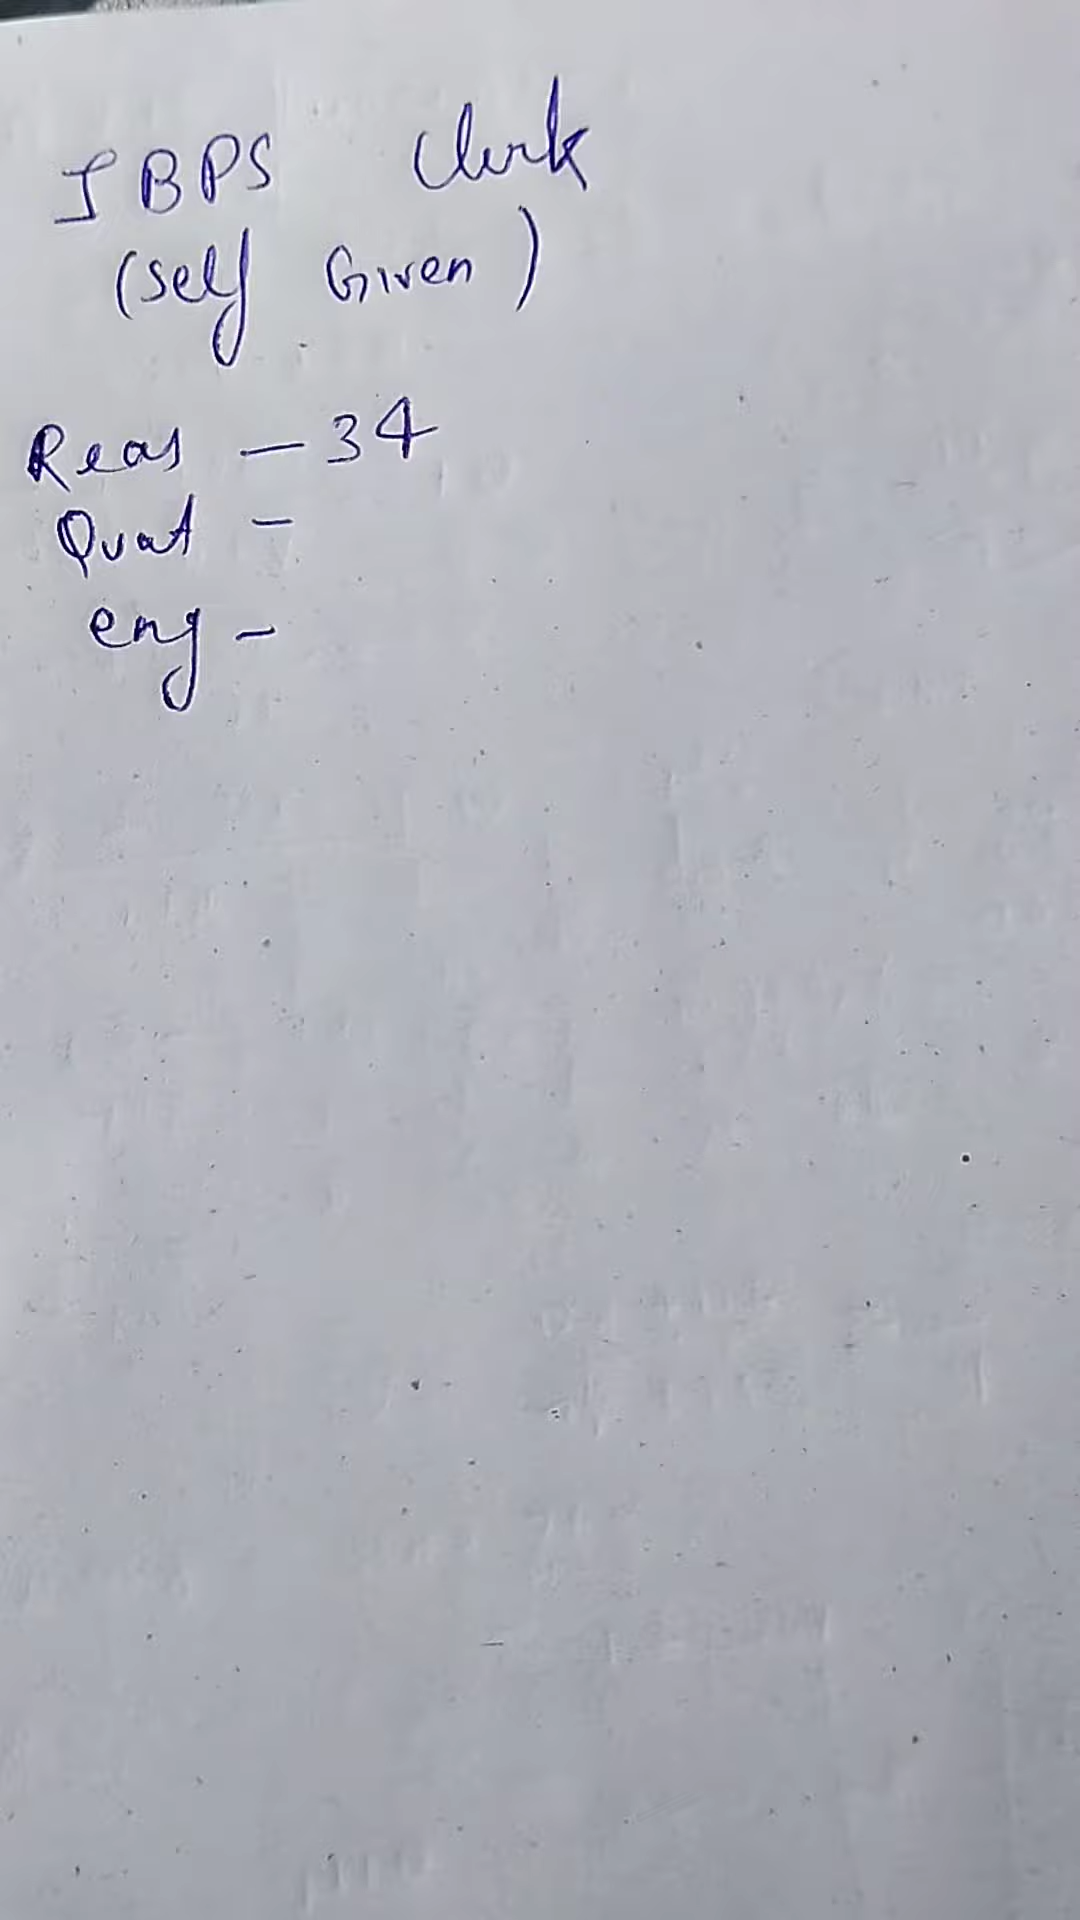 IBPS Clerk
(Self Given)
Reas - 34
Quat -
eng -